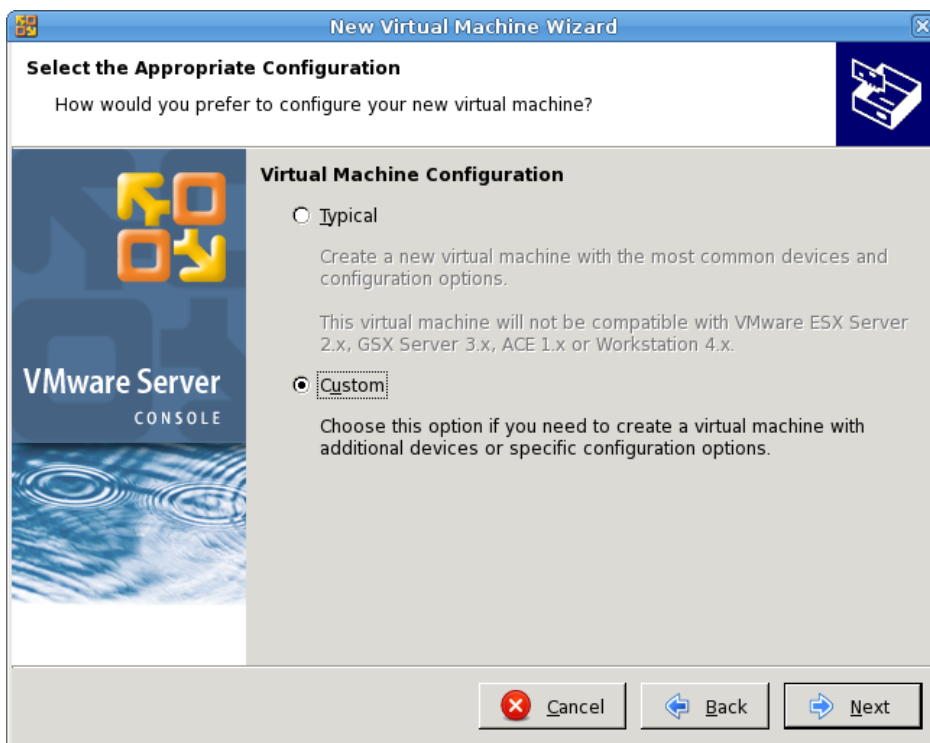 New Virtual Machine Wizard
Select the Appropriate Configuration
How would you prefer to configure your new virtual machine?
Virtual Machine Configuration
Typical
Create a new virtual machine with the most common devices and
configuration options.
This virtual machine will not be compatible with VMware ESX Server
2.x, GSX Server 3.x, ACE 1.x or Workstation 4.x.
VMware Server
CONSOLE
Custom
Choose this option if you need to create a virtual machine with
additional devices or specific configuration options.
Cancel
Back
Next